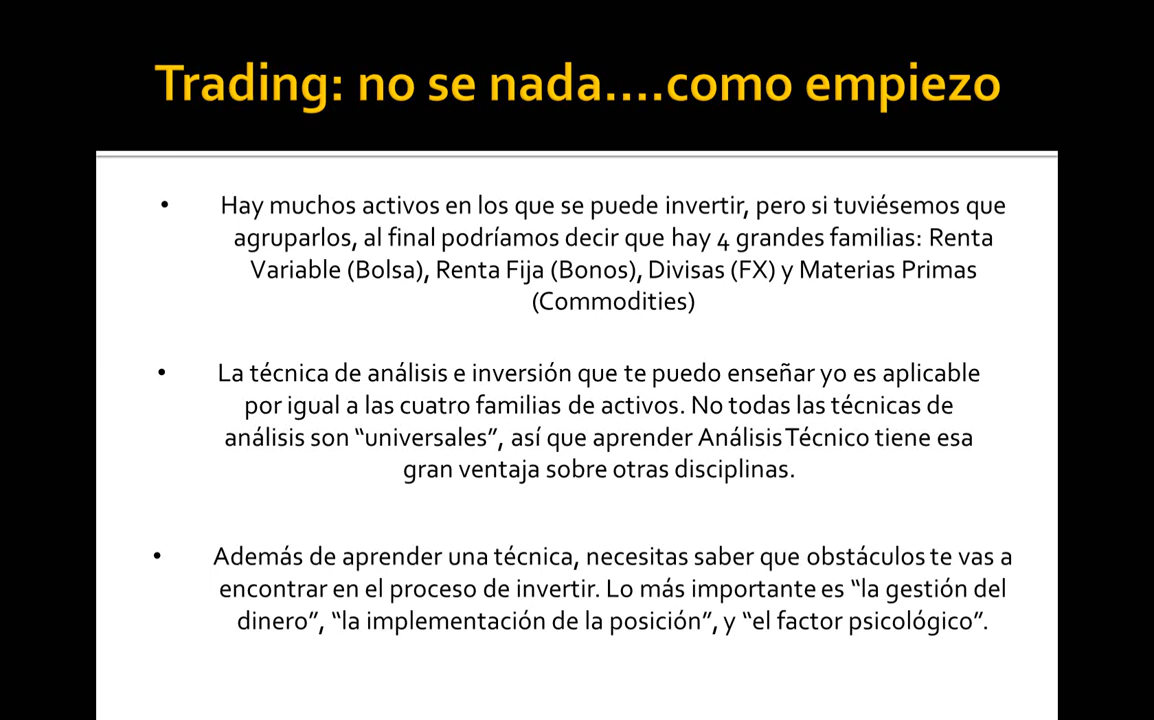 Trading: no se nada....como empiezo
• Hay muchos activos en los que se puede invertir, pero si tuviésemos que
agruparlos, al final podríamos decir que hay 4 grandes familias: Renta
Variable (Bolsa), Renta Fija (Bonos), Divisas (FX) y Materias Primas
(Commodities)
• La técnica de análisis e inversión que te puedo enseñar yo es aplicable
por igual a las cuatro familias de activos. No todas las técnicas de
análisis son “universales”, así que aprender Análisis Técnico tiene esa
gran ventaja sobre otras disciplinas.
• Además de aprender una técnica, necesitas saber que obstáculos te vas a
encontrar en el proceso de invertir. Lo más importante es “la gestión del
dinero”, “la implementación de la posición”, y “el factor psicológico”.